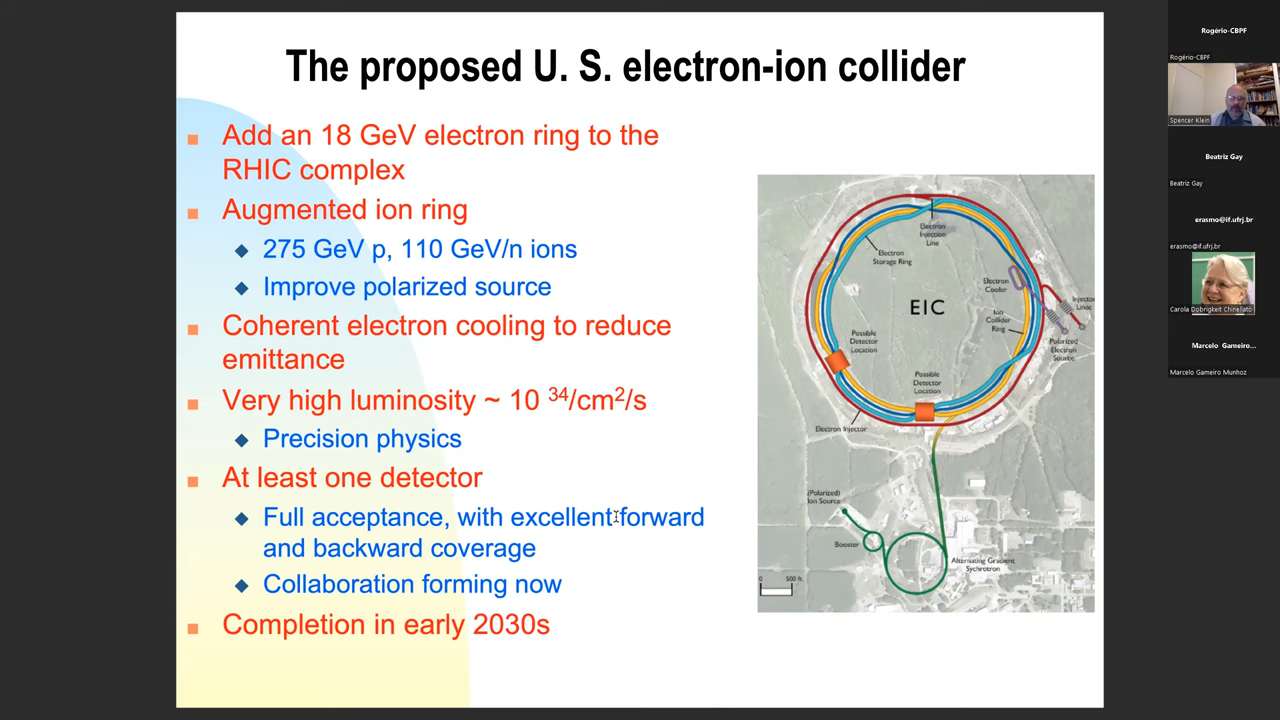 The proposed U. S. electron-ion collider
Add an 18 GeV electron ring to the
RHIC complex
Augmented ion ring
275 GeV p, 110 GeV/n ions
Improve polarized source
Coherent electron cooling to reduce
emittance
Very high luminosity ~ 10 34/cm2/s
Precision physics
At least one detector
Full acceptance, with excellent forward
and backward coverage
Collaboration forming now
Completion in early 2030s
Electron
Injection
Line
Electron
Storage Ring
Electron
Cooler
EIC
Ion
Collider
Ring
Injector
Linac
Polarized
Electron
Source
Possible
Detector
Location
Possible
Detector
Location
Electron Injector
(Polarized)
Ion Source
Booster
Alternating Gradient
Sychrotron
0 500 ft.
Rogério-CBPF
Rogério-CBPF
Spencer Klein
Beatriz Gay
Beatriz Gay
erasmo@if.ufrj.br
erasmo@if.ufrj.br
Carola Dobrigkeit Chinellato
Marcelo Gameiro...
Marcelo Gameiro Munhoz